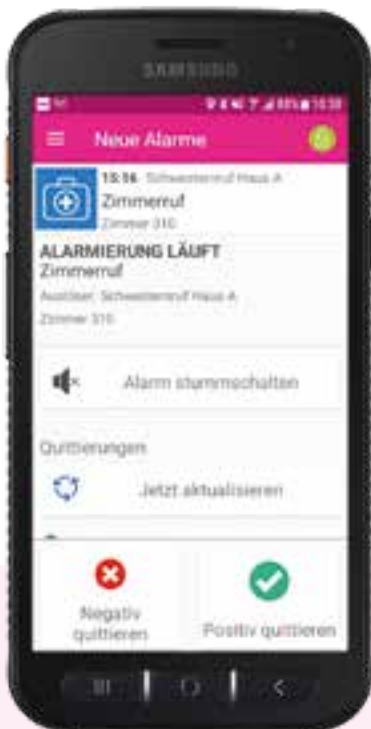 SAMSUNG
Neue Alarme
15:16 Schwesternruf Haus A
Zimmerruf
Zimmer 310
ALARMIERUNG LÄUFT
Zimmerruf
Auslöser: Schwesternruf Haus A
Zimmer 310
Alarm stummschalten
Quittierungen
Jetzt aktualisieren
Negativ
quittieren
Positiv quittieren